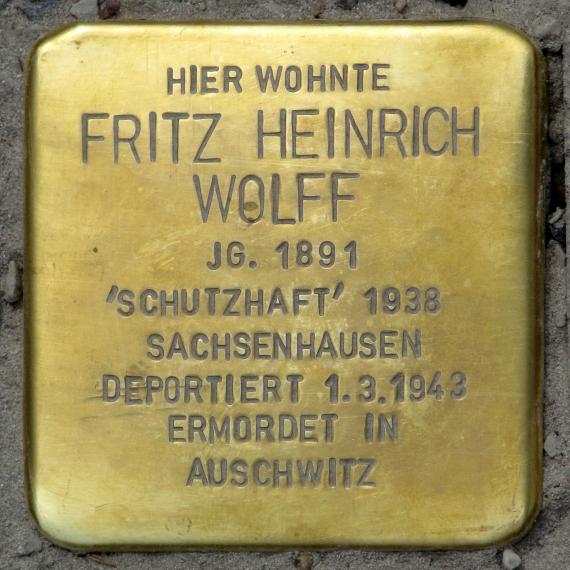 HIER WOHNTE
FRITZ HEINRICH
WOLFF
JG. 1891
'SCHUTZHAFT' 1938
SACHSENHAUSEN
DEPORTIERT 1.3.1943
ERMORDET IN
AUSCHWITZ